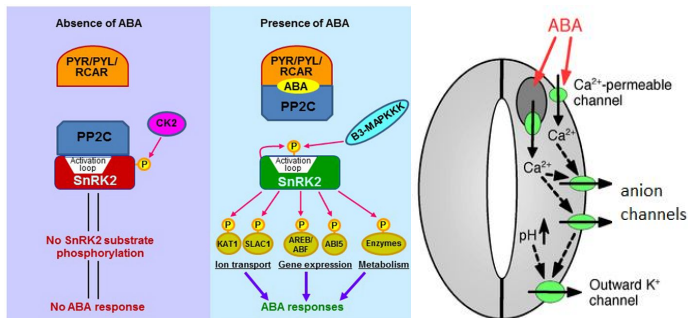 Absence of ABA
PYR/PYL/
RCAR
PP2C
CK2
Activation
loop
P
SnRK2
No SnRK2 substrate
phosphorylation
No ABA response
Presence of ABA
PYR/PYL/
RCAR
ABA
PP2C
B3-MAPKKK
P
Activation
loop
SnRK2
P P P P P
KAT1 SLAC1 AREB/ ABI5 Enzymes
ABF
Ion transport Gene expression Metabolism
ABA responses
ABA
Ca²⁺-permeable
channel
Ca²⁺
Ca²⁺
anion
channels
pH
Outward K⁺
channel